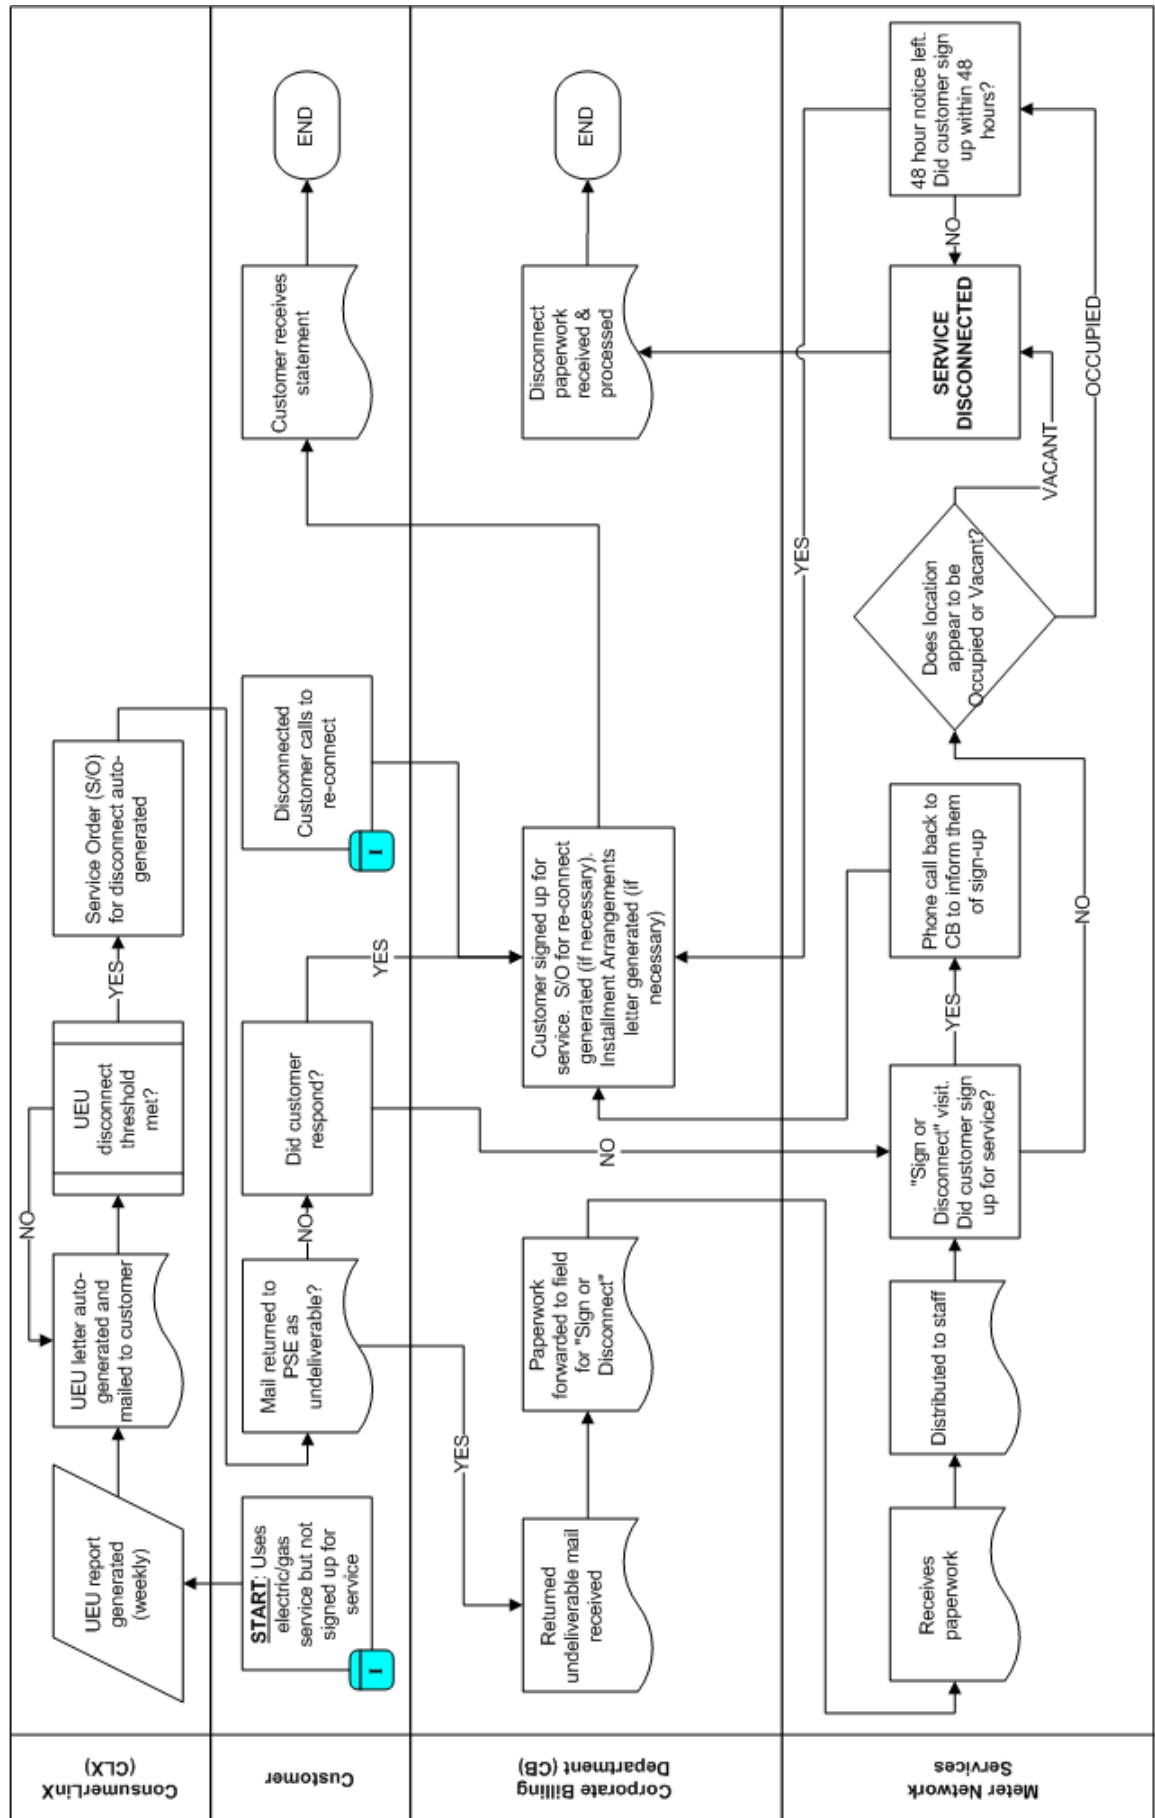 ConsumerLinX
(CLX)
UEU report
generated
(weekly)
UEU letter auto-
generated and
mailed to customer
NO
UEU
disconnect
threshold
met?
YES
Service Order (S/O)
for disconnect auto-
generated
Customer
START: Uses
electric/gas
service but not
signed up for
service
I
Mail returned to
PSE as
undeliverable?
NO
Did customer
respond?
YES
Disconnected
Customer calls to
re-connect
I
Customer receives
statement
END
Corporate Billing
Department (CB)
YES
Returned
undeliverable mail
received
Paperwork
forwarded to field
for "Sign or
Disconnect"
NO
Customer signed up for
service. S/O for re-connect
generated (if necessary).
Installment Arrangements
letter generated (if
necessary)
Disconnect
paperwork
received &
processed
END
Meter Network
Services
Receives
paperwork
Distributed to staff
"Sign or
Disconnect" visit.
Did customer sign
up for service?
YES
Phone call back to
CB to inform them
of sign-up
NO
Does location
appear to be
Occupied or Vacant?
VACANT
OCCUPIED
SERVICE
DISCONNECTED
NO
48 hour notice left.
Did customer sign
up within 48
hours?
YES